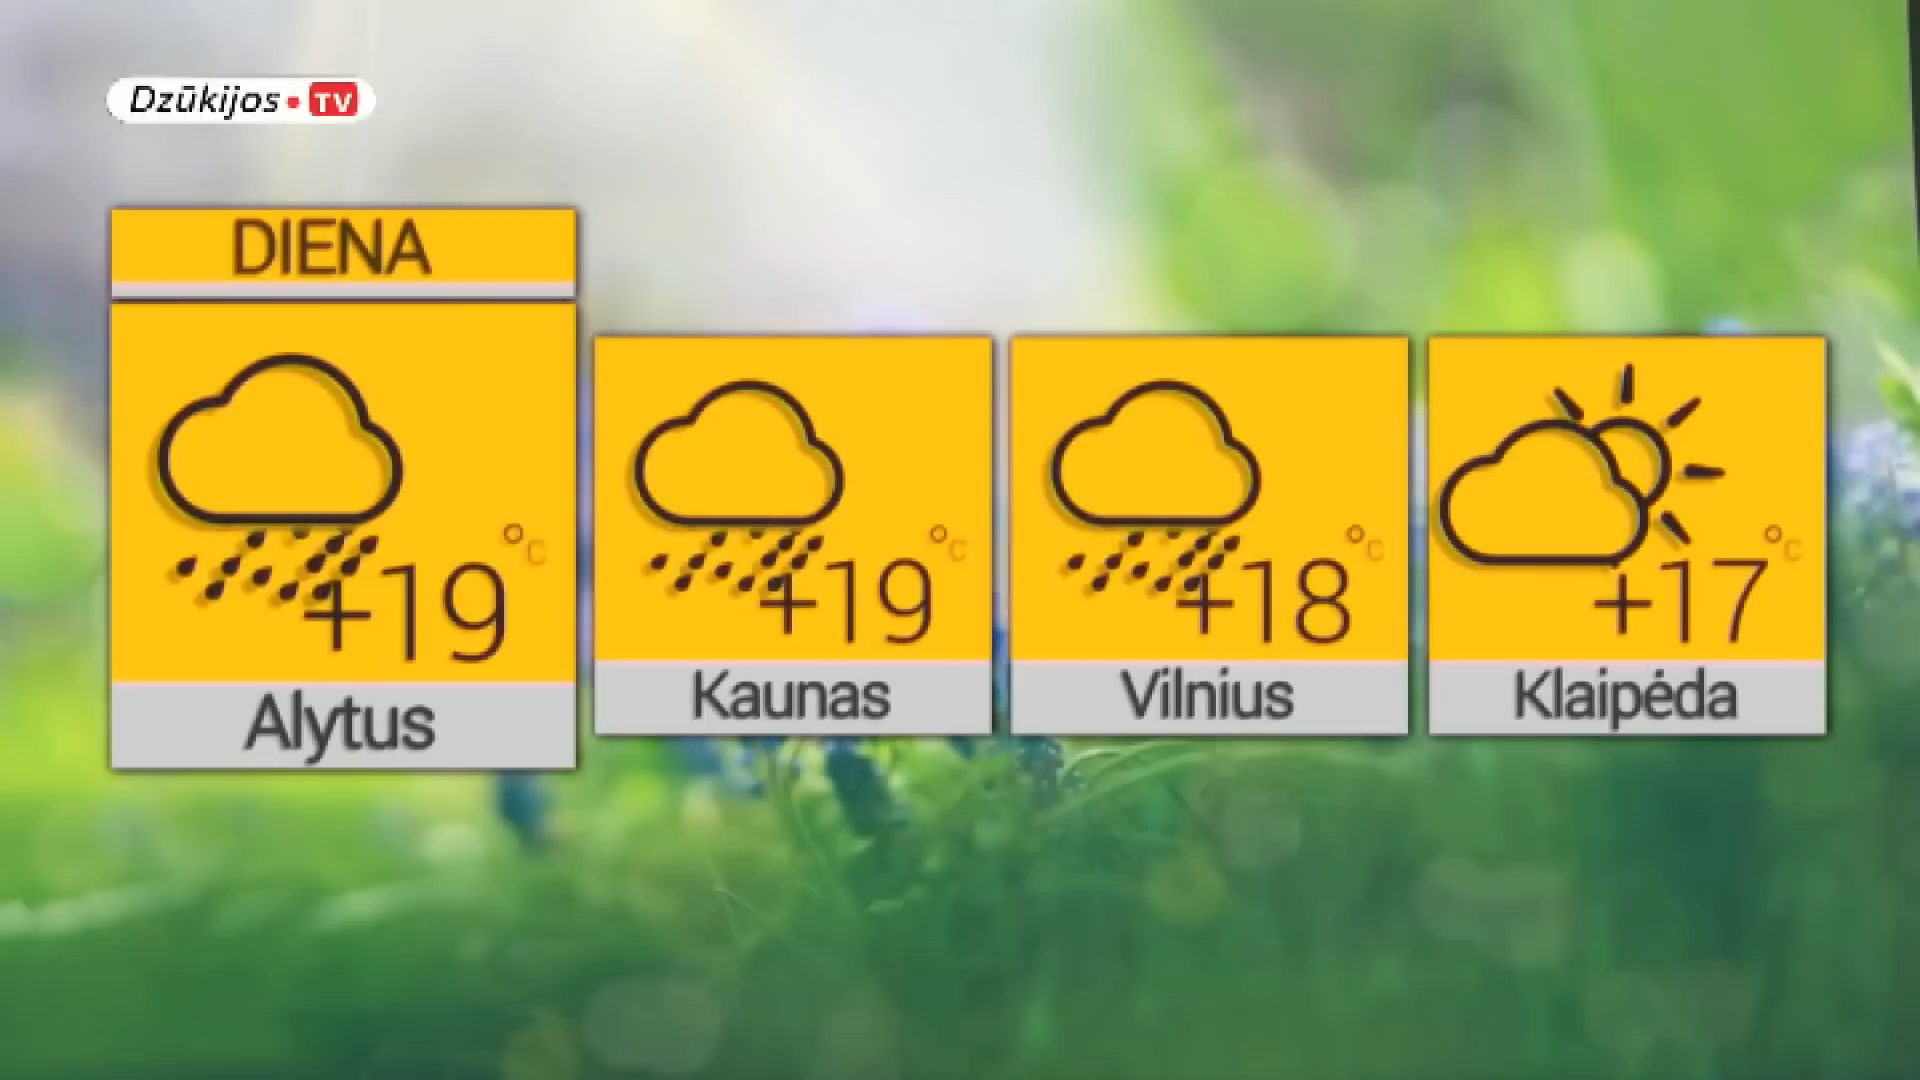 Dzūkijos TV
DIENA
+19 °C
Alytus
+19 °C
Kaunas
+18 °C
Vilnius
+17 °C
Klaipėda